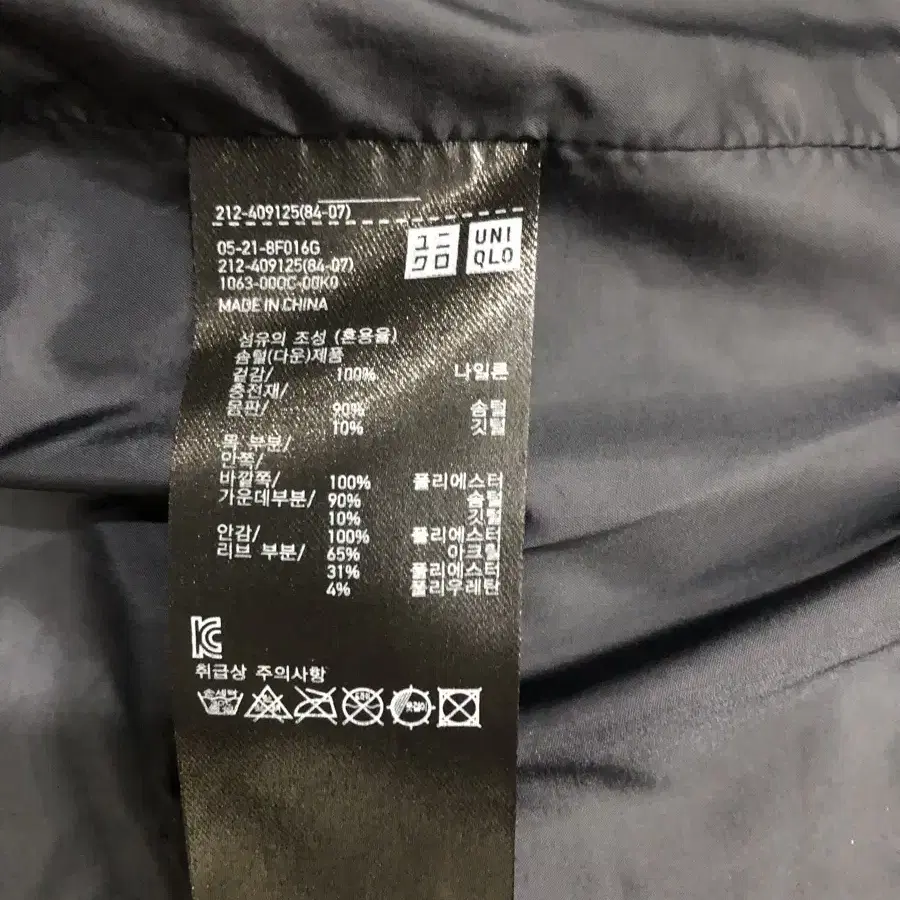 212-409125(84-07)
05-21-8F016G
212-409125(84-07)
1063-000C-00K0
MADE IN CHINA
ユニ
クロ
UNI
QLO
섬유의 조성 (혼용율)
솜털(다운)제품
겉감/ 100% 나일론
충전재/
몸판/ 90% 솜털
10% 깃털
목 부분/
안쪽/
바깥쪽/ 100% 폴리에스터
가운데부분/ 90% 솜털
10% 깃털
안감/ 100% 폴리에스터
리브 부분/ 65% 아크릴
31% 폴리에스터
4% 폴리우레탄
취급상 주의사항
손세탁
옷걸이